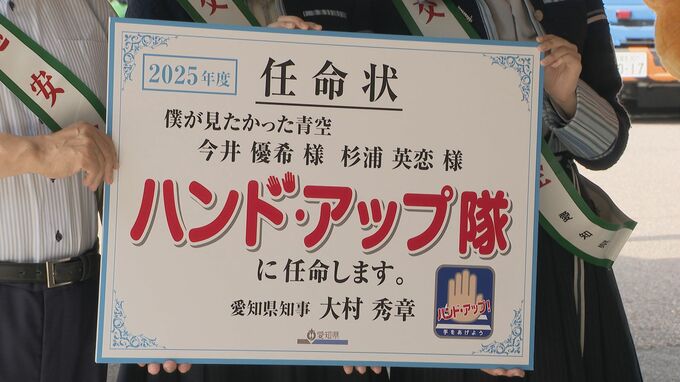 2025年度
任命状
僕が見たかった青空
今井 優希 様 杉浦 英恋 様
ハンド・アップ隊
に任命します。
愛知県知事 大村 秀章
愛知県
ハンド・アップ!
手をあげよう
安
安
安
愛知県